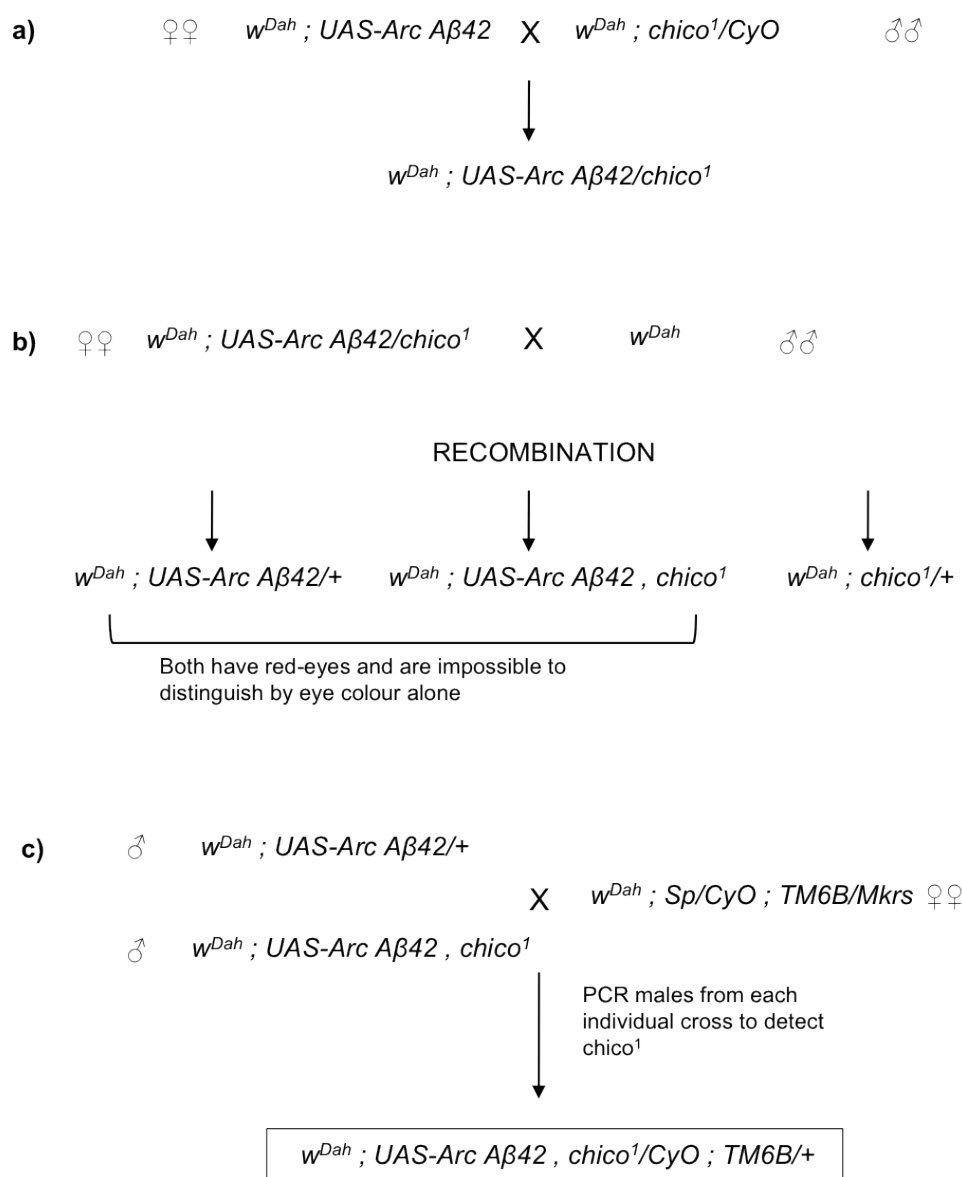 a) ♀♀ w^Dah ; UAS-Arc Aβ42 X w^Dah ; chico^1/CyO ♂♂
w^Dah ; UAS-Arc Aβ42/chico^1
b) ♀♀ w^Dah ; UAS-Arc Aβ42/chico^1 X w^Dah ♂♂
RECOMBINATION
w^Dah ; UAS-Arc Aβ42/+ w^Dah ; UAS-Arc Aβ42 , chico^1 w^Dah ; chico^1/+
Both have red-eyes and are impossible to
distinguish by eye colour alone
c) ♂ w^Dah ; UAS-Arc Aβ42/+
X w^Dah ; Sp/CyO ; TM6B/Mkrs ♀♀
♂ w^Dah ; UAS-Arc Aβ42 , chico^1
PCR males from each
individual cross to detect
chico^1
w^Dah ; UAS-Arc Aβ42 , chico^1/CyO ; TM6B/+